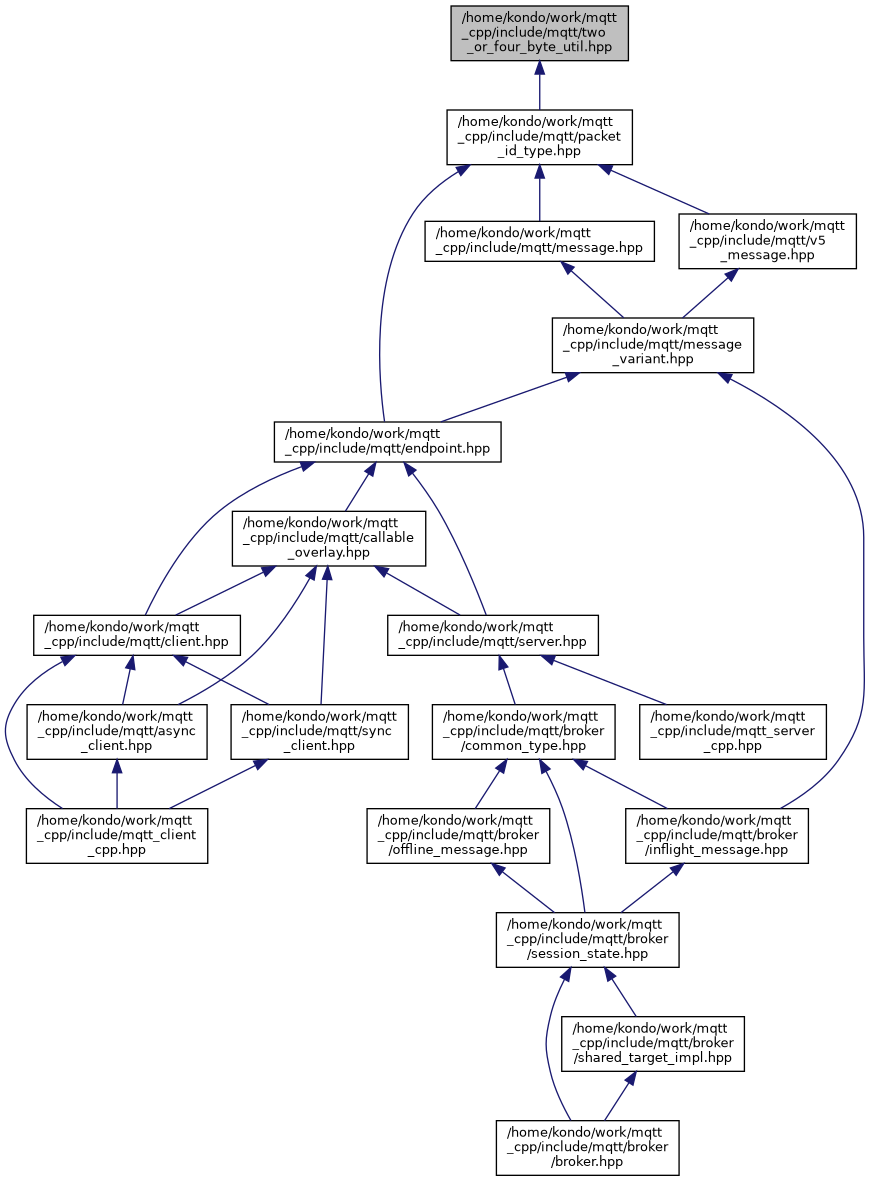 /home/kondo/work/mqtt
_cpp/include/mqtt/two
_or_four_byte_util.hpp
/home/kondo/work/mqtt
_cpp/include/mqtt/packet
_id_type.hpp
/home/kondo/work/mqtt
_cpp/include/mqtt/message.hpp
/home/kondo/work/mqtt
_cpp/include/mqtt/v5
_message.hpp
/home/kondo/work/mqtt
_cpp/include/mqtt/message
_variant.hpp
/home/kondo/work/mqtt
_cpp/include/mqtt/endpoint.hpp
/home/kondo/work/mqtt
_cpp/include/mqtt/callable
_overlay.hpp
/home/kondo/work/mqtt
_cpp/include/mqtt/client.hpp
/home/kondo/work/mqtt
_cpp/include/mqtt/server.hpp
/home/kondo/work/mqtt
_cpp/include/mqtt/async
_client.hpp
/home/kondo/work/mqtt
_cpp/include/mqtt/sync
_client.hpp
/home/kondo/work/mqtt
_cpp/include/mqtt/broker
/common_type.hpp
/home/kondo/work/mqtt
_cpp/include/mqtt_server
_cpp.hpp
/home/kondo/work/mqtt
_cpp/include/mqtt_client
_cpp.hpp
/home/kondo/work/mqtt
_cpp/include/mqtt/broker
/offline_message.hpp
/home/kondo/work/mqtt
_cpp/include/mqtt/broker
/inflight_message.hpp
/home/kondo/work/mqtt
_cpp/include/mqtt/broker
/session_state.hpp
/home/kondo/work/mqtt
_cpp/include/mqtt/broker
/shared_target_impl.hpp
/home/kondo/work/mqtt
_cpp/include/mqtt/broker
/broker.hpp